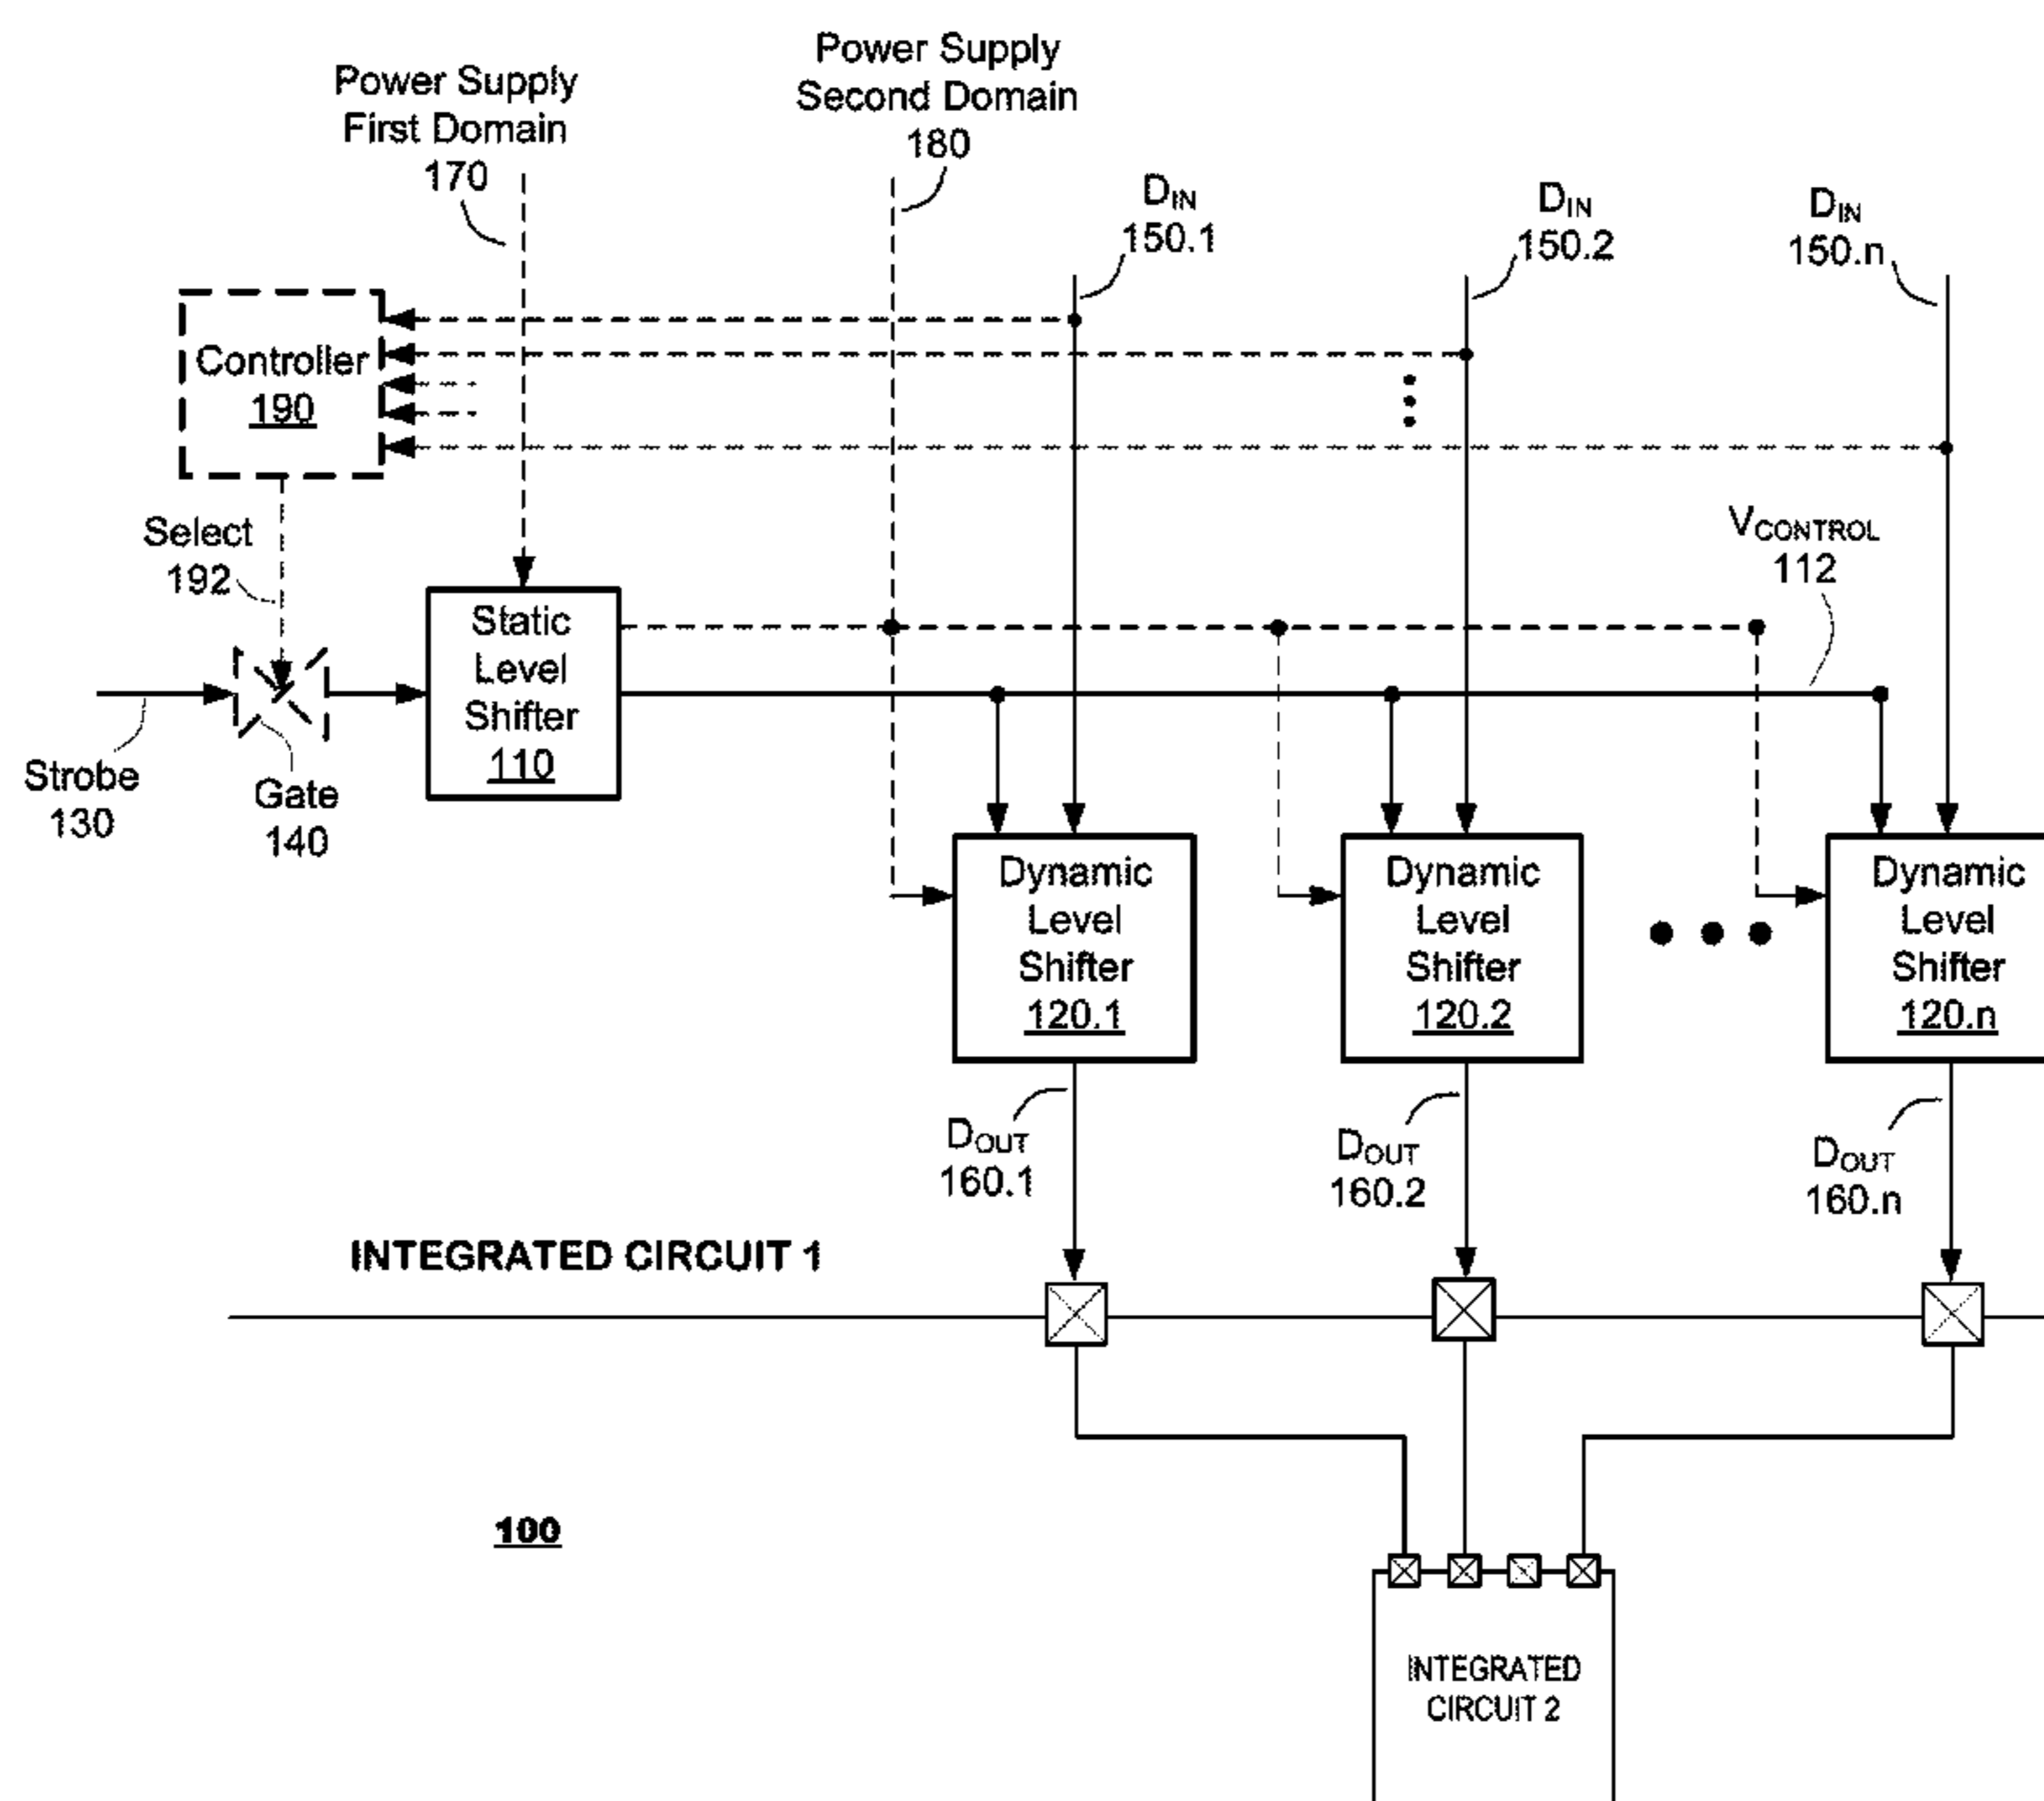 Power Supply
First Domain
170
Power Supply
Second Domain
180
DIN
150.1
DIN
150.2
DIN
150.n
Controller
190
Select
192
VCONTROL
112
Static
Level
Shifter
110
Strobe
130
Gate
140
Dynamic
Level
Shifter
120.1
Dynamic
Level
Shifter
120.2
Dynamic
Level
Shifter
120.n
DOUT
160.1
DOUT
160.2
DOUT
160.n
INTEGRATED CIRCUIT 1
100
INTEGRATED
CIRCUIT 2